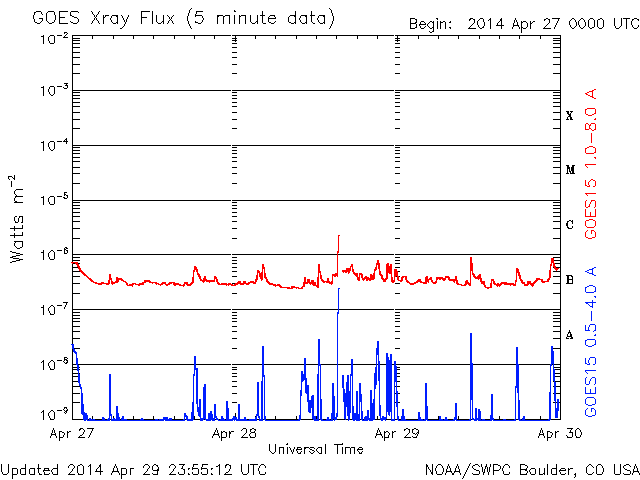 GOES Xray Flux (5 minute data)
Begin: 2014 Apr 27 0000 UTC
10⁻²
10⁻³
10⁻⁴
10⁻⁵
10⁻⁶
10⁻⁷
10⁻⁸
10⁻⁹
Watts m⁻²
X
M
C
B
A
GOES15 1.0-8.0 A
GOES15 0.5-4.0 A
Apr 27
Apr 28
Apr 29
Apr 30
Universal Time
Updated 2014 Apr 29 23:55:12 UTC
NOAA/SWPC Boulder, CO USA